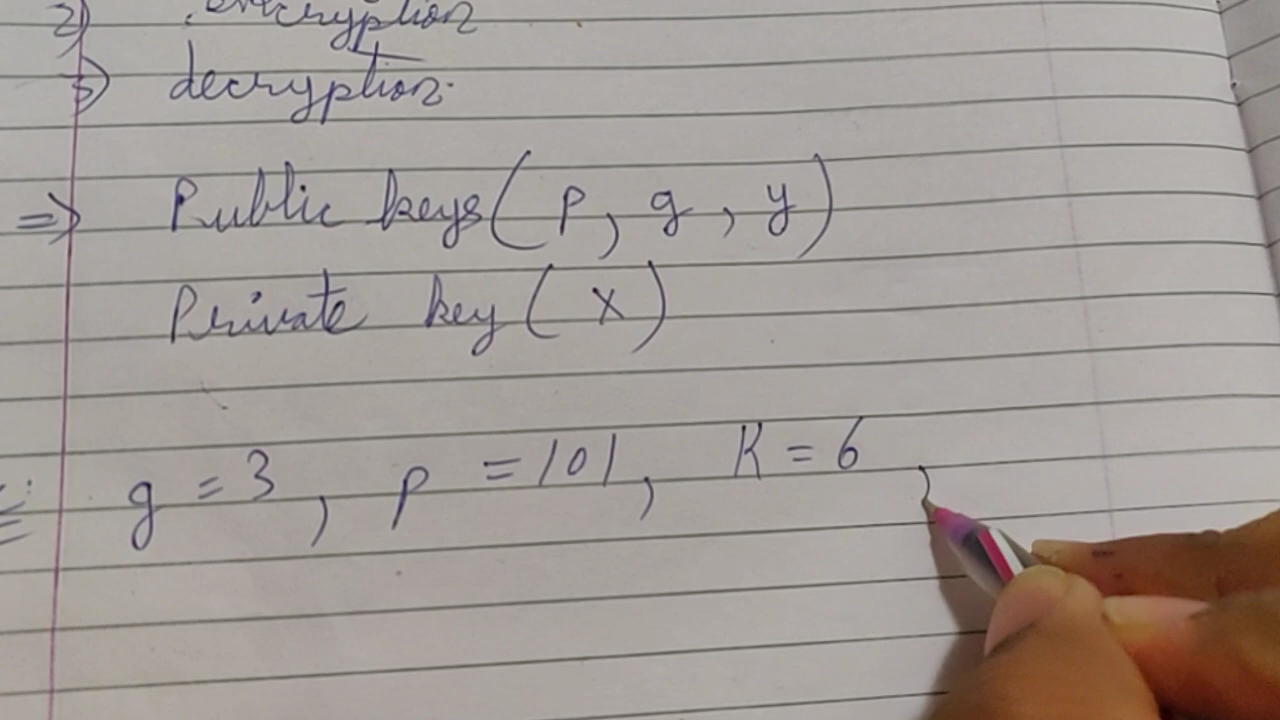 2) encryption
3) decryption.
=> Public keys (P, g, y)
Private key (x)
g = 3, p = 101, K = 6,